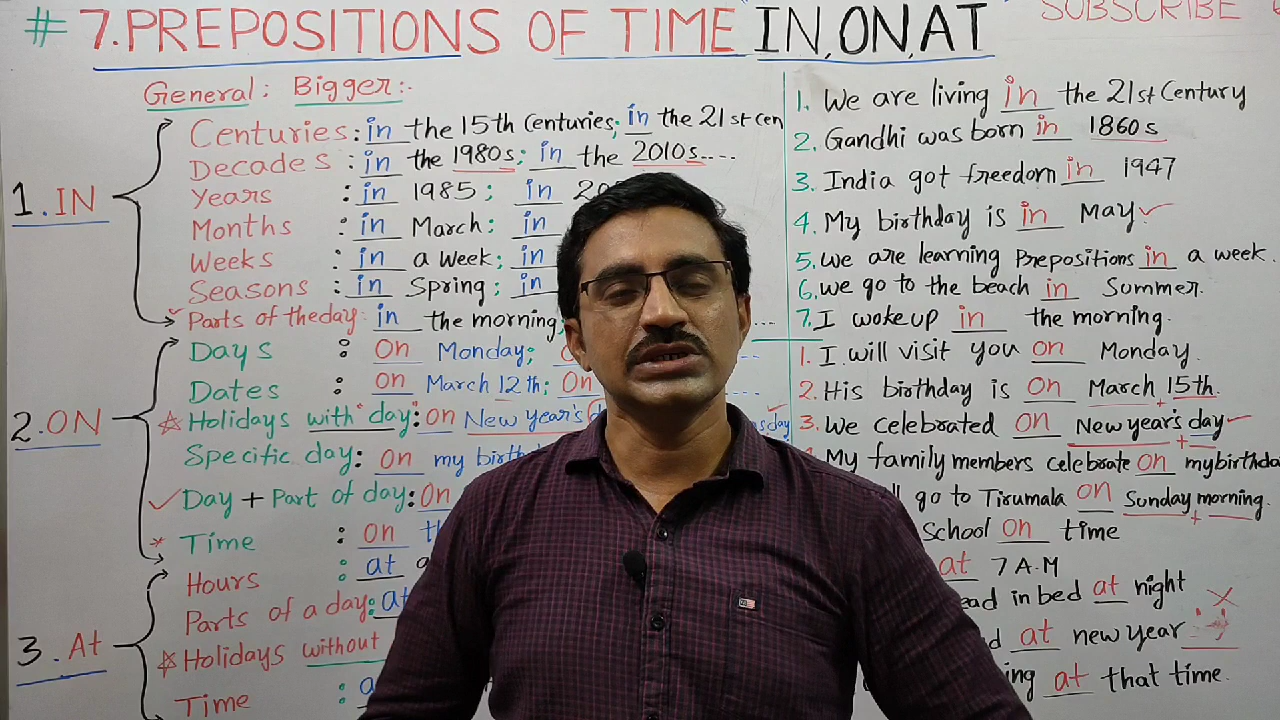 # 7. PREPOSITIONS OF TIME IN, ON, AT
SUBSCRIBE
General: Bigger:-
1. IN
Centuries: in the 15th Centuries; in the 21st cen
Decades : in the 1980s; in the 2010s....
Years : in 1985; in
Months : in March; in
Weeks : in a week; in
Seasons : in Spring; in
Parts of the day: in the morning; ....
2. ON
Days : On Monday;
Dates : on March 12th; On
Holidays with "day": on New year's
Specific day: on my
Day + Part of day: On
Time : on
3. At
Hours : at
Parts of a day: at
Holidays without
Time :
1. We are living in the 21st Century
2. Gandhi was born in 1860s
3. India got freedom in 1947
4. My birthday is in May
5. we are learning Prepositions in a week.
6. we go to the beach in Summer.
7. I woke up in the morning.
1. I will visit you on Monday.
2. His birthday is on March 15th.
3. We celebrated on New year's day
My family members celebrate on my birthda
go to Tirumala on Sunday morning.
School on time
at 7 A.M
in bed at night
at new year
at that time.